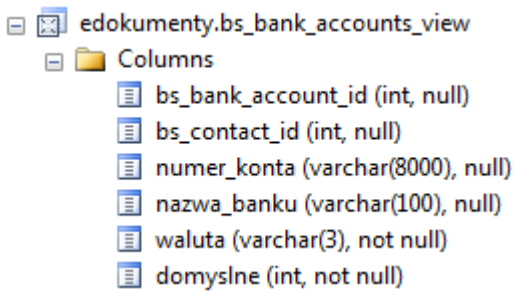 edokumenty.bs_bank_accounts_view
Columns
bs_bank_account_id (int, null)
bs_contact_id (int, null)
numer_konta (varchar(8000), null)
nazwa_banku (varchar(100), null)
waluta (varchar(3), not null)
domyslne (int, not null)